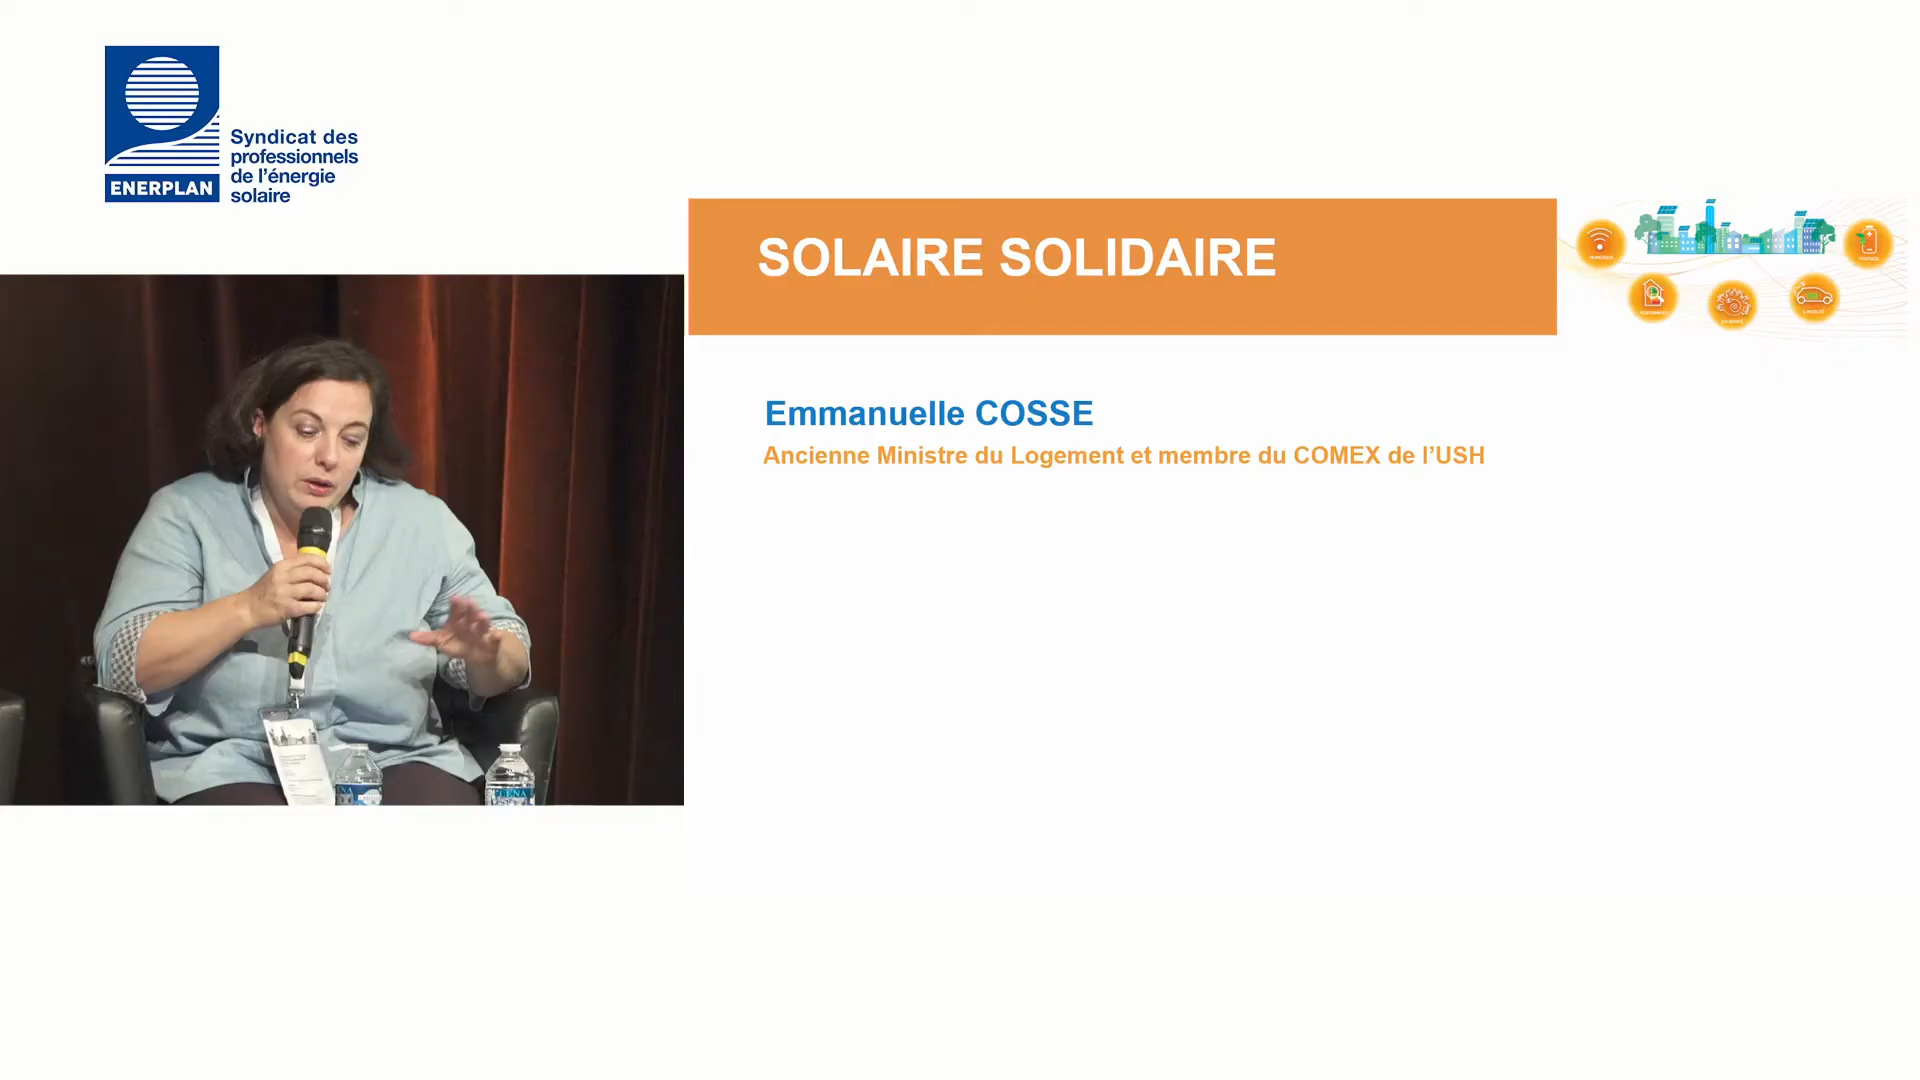 Syndicat des
professionnels
de l’énergie
solaire
ENERPLAN
SOLAIRE SOLIDAIRE
Emmanuelle COSSE
Ancienne Ministre du Logement et membre du COMEX de l’USH